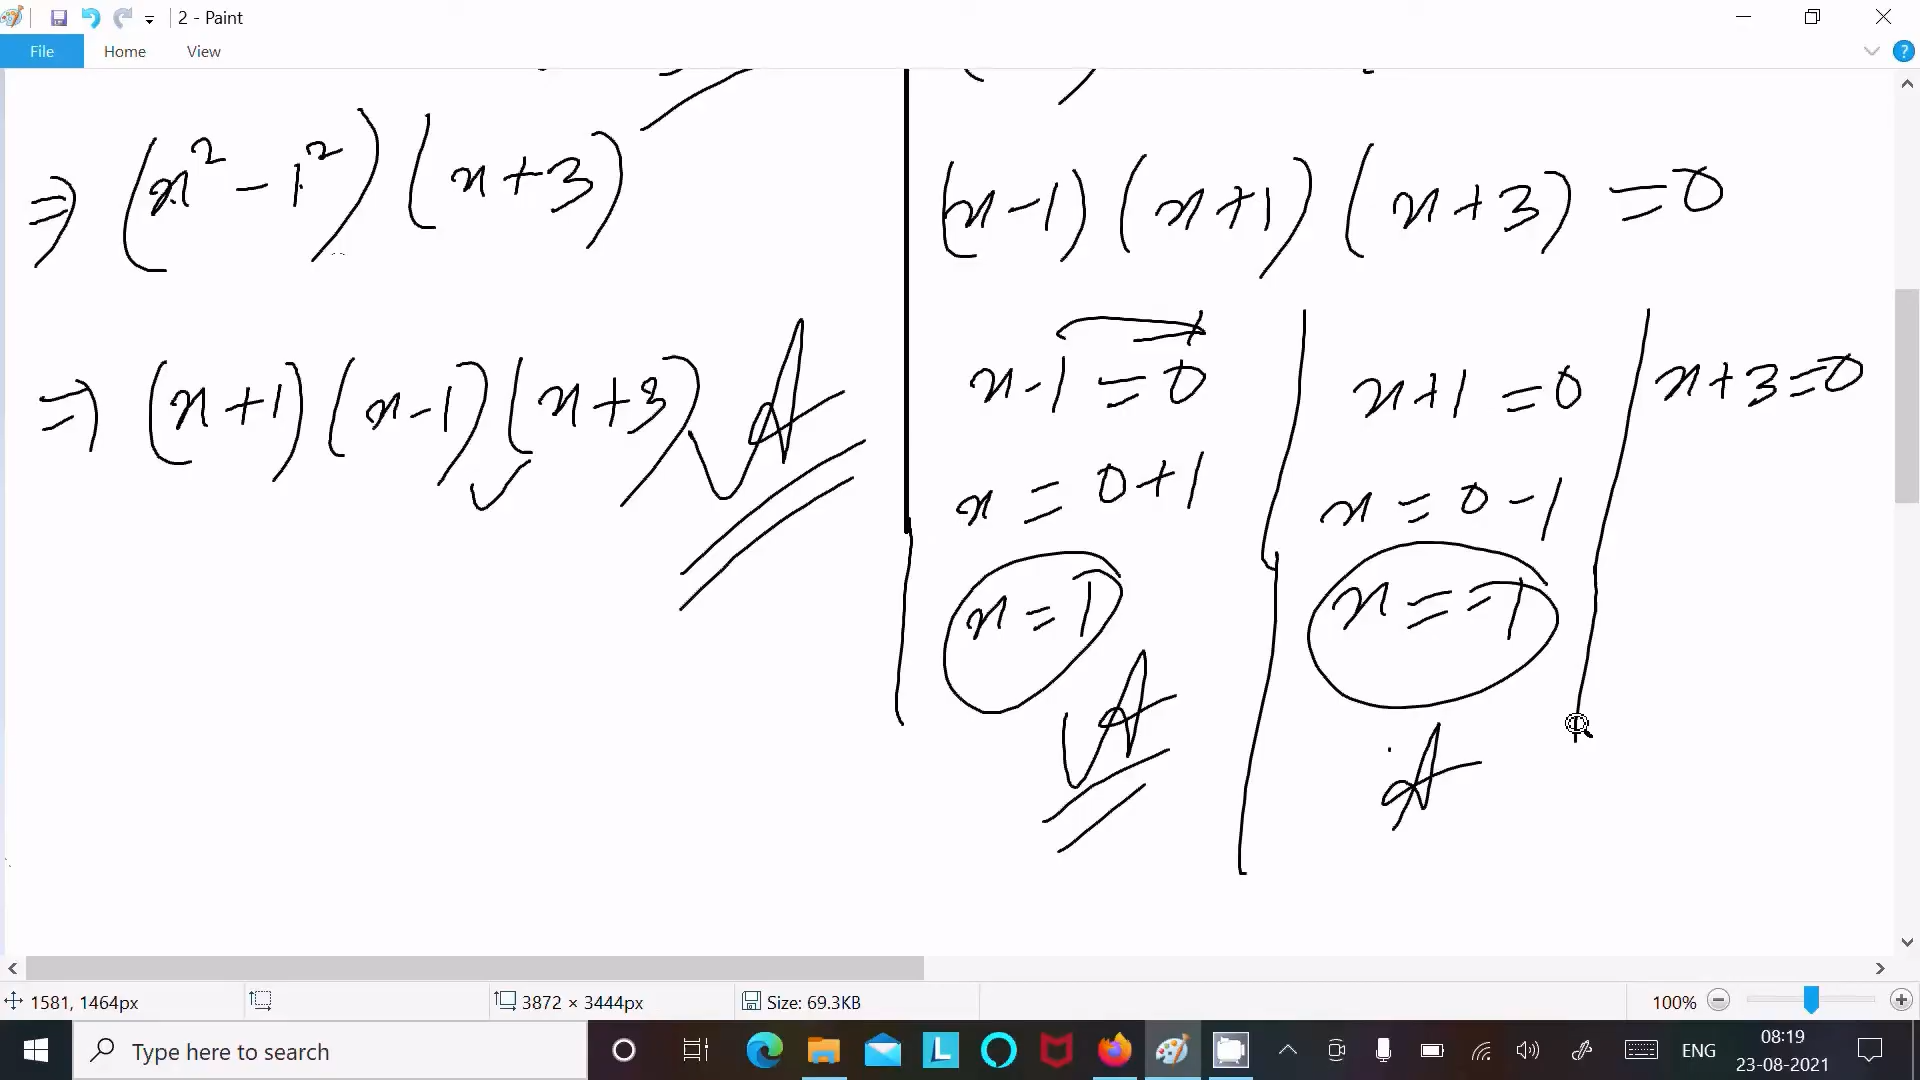 2 - Paint
File Home View
⇒ (x² - 1²) (x + 3)
⇒ (x+1) (x-1) (x+3) A
(x-1) (x+1) (x+3) = 0
x-1 = 0
x = 0+1
x = 1
A
x+1 = 0
x = 0-1
x = -1
A
x+3=0
1581, 1464px 3872 × 3444px Size: 69.3KB 100%
Type here to search
ENG
08:19
23-08-2021